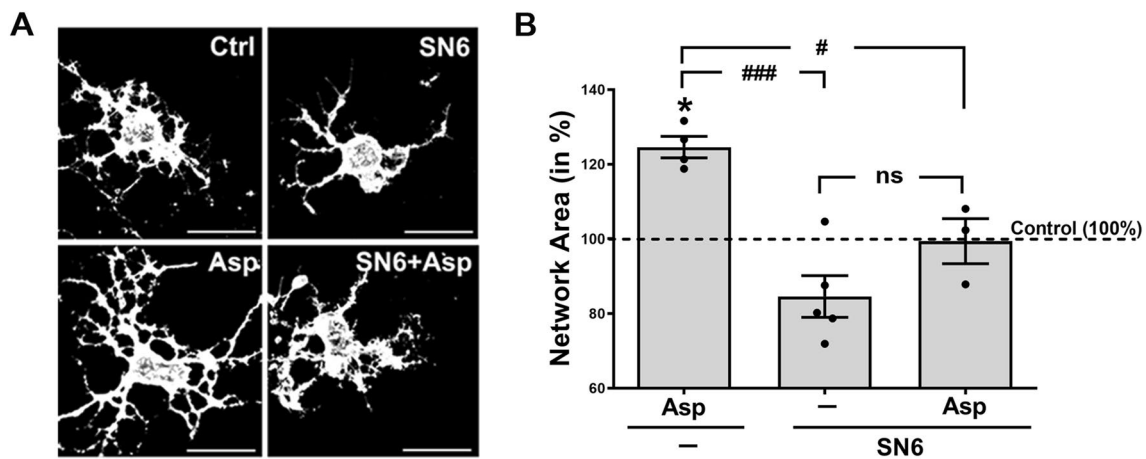 A
Ctrl
SN6
Asp
SN6+Asp
B
#
###
*
ns
Control (100%)
Network Area (in %)
140
120
100
80
60
Asp
–
Asp
–
SN6